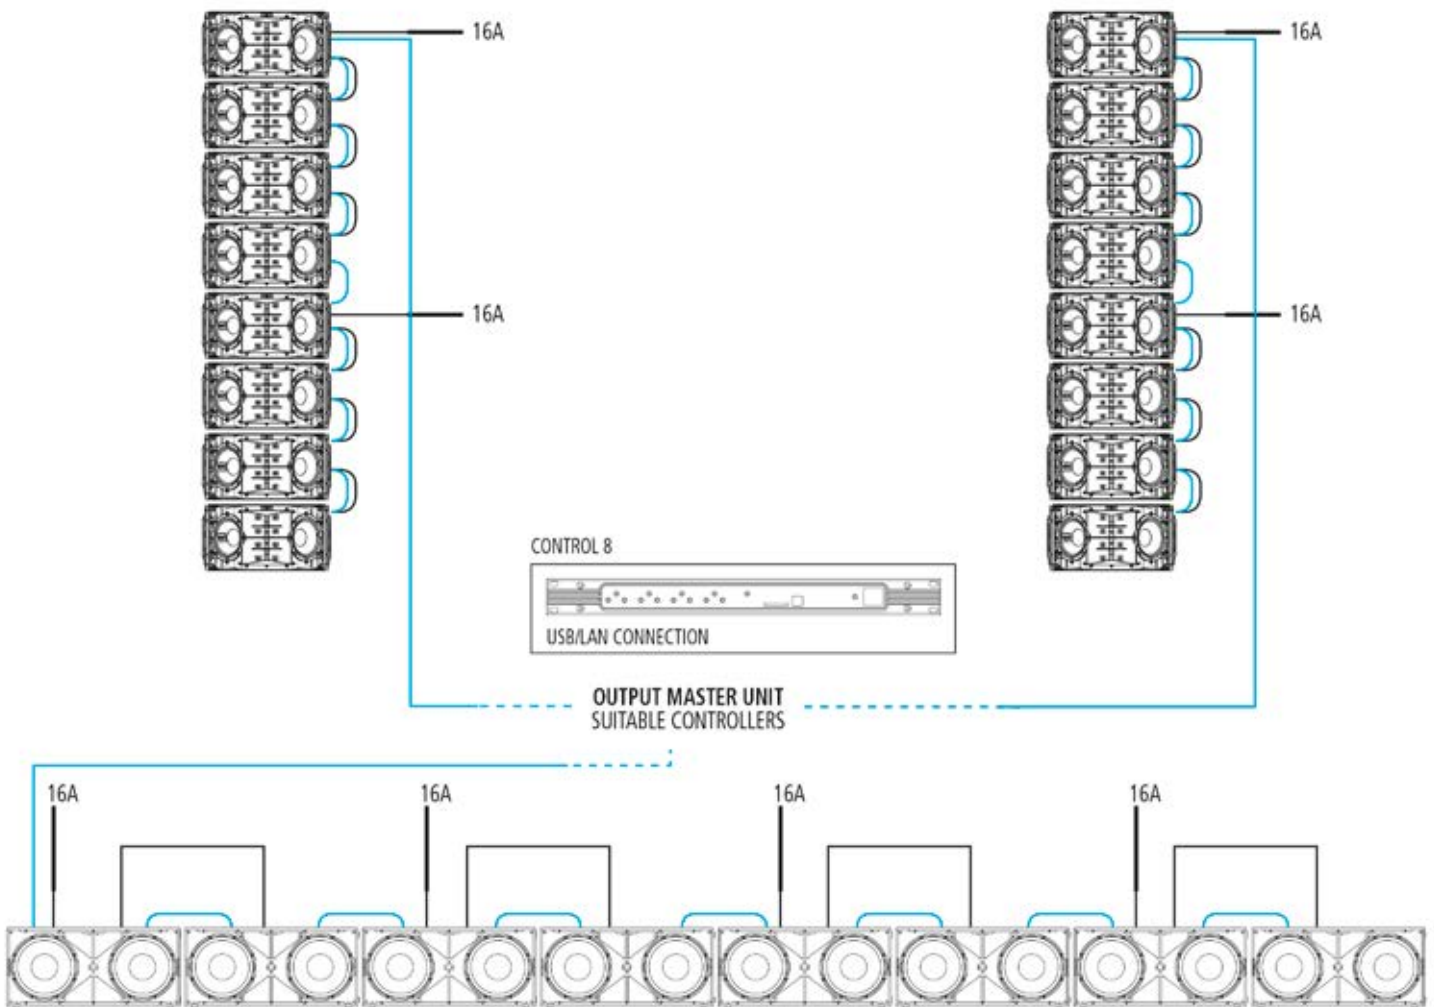 16A
16A
16A
16A
CONTROL 8
USB/LAN CONNECTION
OUTPUT MASTER UNIT
SUITABLE CONTROLLERS
16A
16A
16A
16A